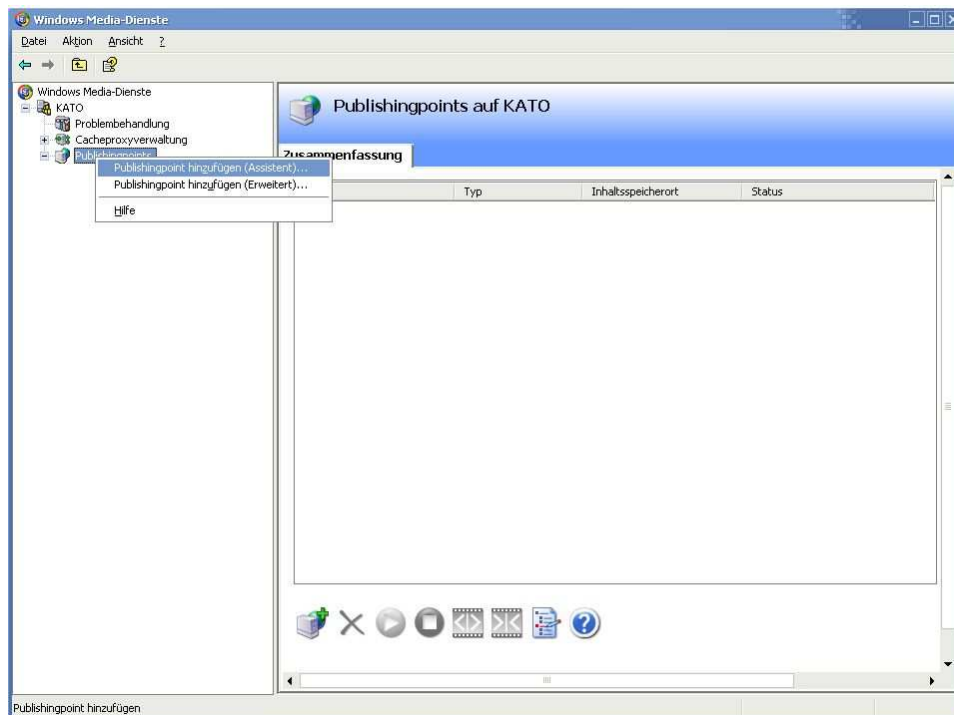 Windows Media-Dienste
Datei Aktion Ansicht ?
Windows Media-Dienste
KATO
Problembehandlung
Cacheproxyverwaltung
Publishingpoints
Publishingpoint hinzufügen (Assistent)...
Publishingpoint hinzufügen (Erweitert)...
Hilfe
Publishingpoints auf KATO
Zusammenfassung
Typ Inhaltsspeicherort Status
Publishingpoint hinzufügen